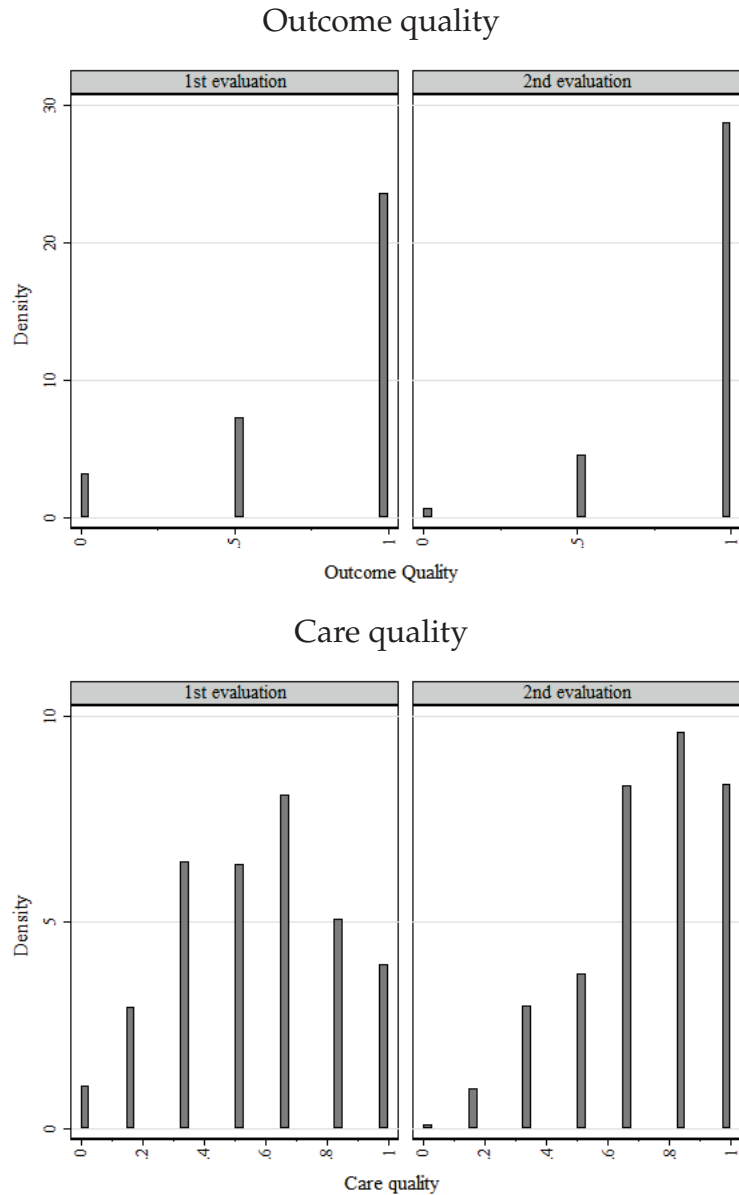 Outcome quality
1st evaluation 2nd evaluation
30
20
10
0
Density
0 .5 1 0 .5 1
Outcome Quality
Care quality
1st evaluation 2nd evaluation
10
5
0
Density
0 .2 .4 .6 .8 1 0 .2 .4 .6 .8 1
Care quality